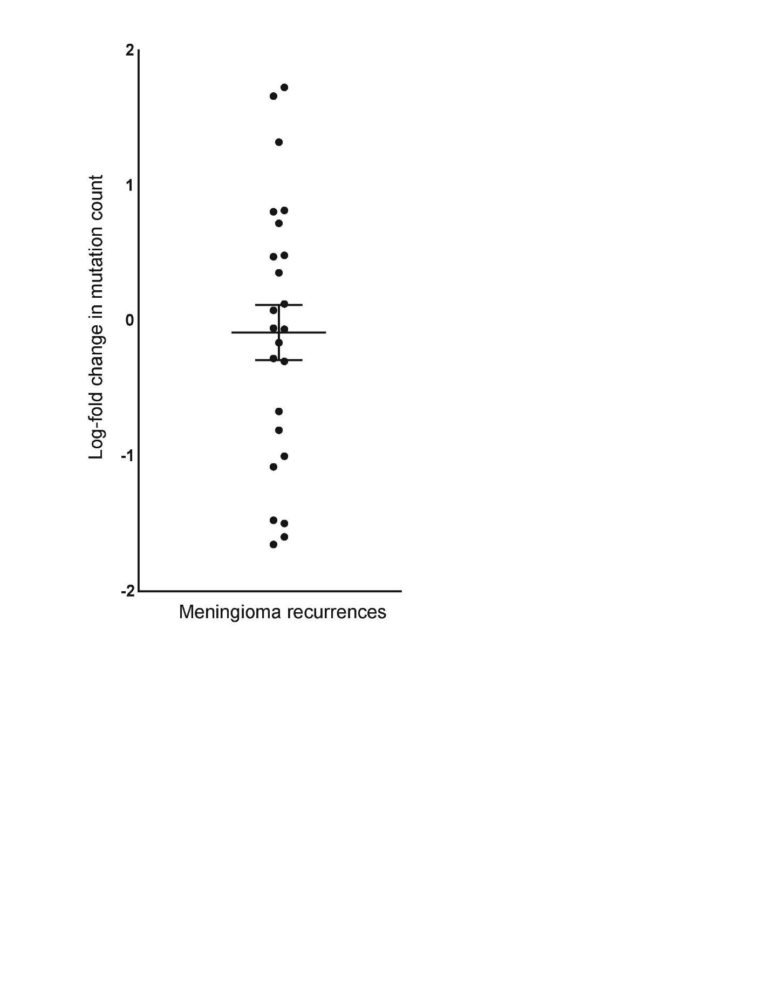 2
1
0
-1
-2
Log-fold change in mutation count
Meningioma recurrences